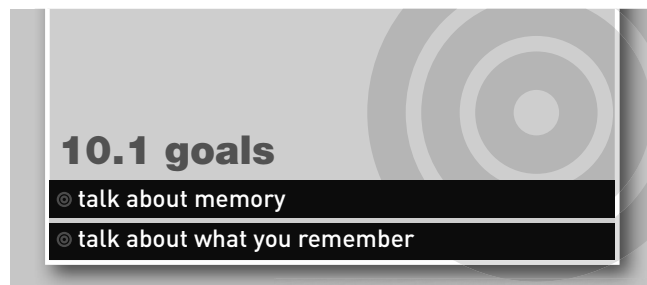 10.1 goals
talk about memory
talk about what you remember